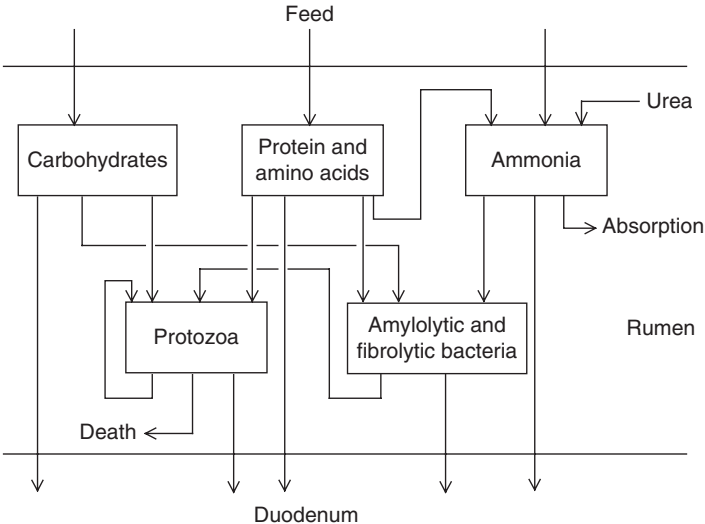 Feed
Urea
Carbohydrates
Protein and
amino acids
Ammonia
Absorption
Protozoa
Amylolytic and
fibrolytic bacteria
Rumen
Death
Duodenum